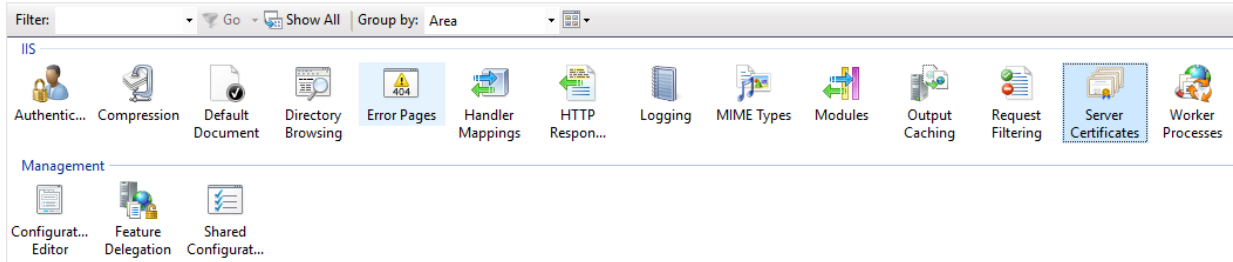 Filter: Go Show All Group by: Area
IIS
404
Authentic... Compression Default Document Directory Browsing Error Pages Handler Mappings HTTP Respon... Logging MIME Types Modules Output Caching Request Filtering Server Certificates Worker Processes
Management
Configurat... Editor Feature Delegation Shared Configurat...